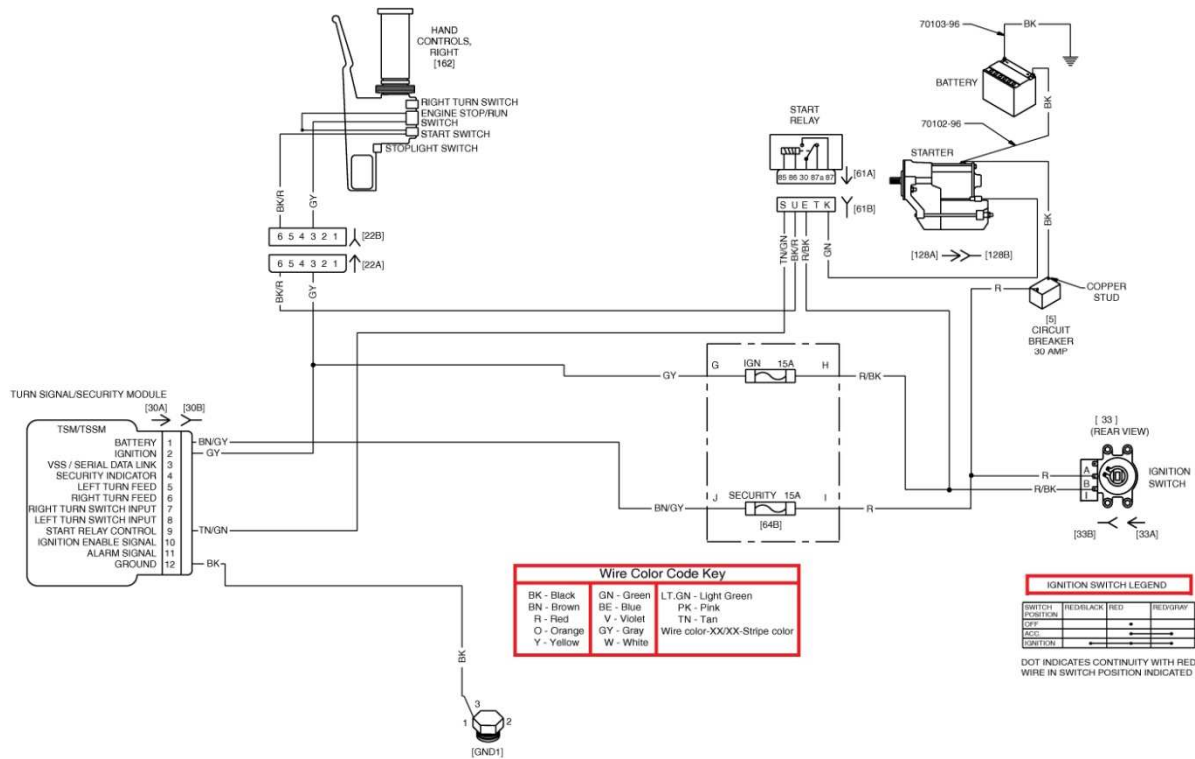 HAND
CONTROLS,
RIGHT
[162]
RIGHT TURN SWITCH
ENGINE STOP/RUN
SWITCH
START SWITCH
STOPLIGHT SWITCH
BK/R
GY
6 5 4 3 2 1
[22B]
6 5 4 3 2 1
[22A]
BK/R
GY
70103-96
BK
BATTERY
BK
70102-96
START
RELAY
85 86 30 87a 87
[61A]
S U E T K
[61B]
TN/GN
BK/R
R/BK
GN
STARTER
BK
[128A]
[128B]
R
COPPER
STUD
[5]
CIRCUIT
BREAKER
30 AMP
G
IGN
15A
H
GY
R/BK
J
SECURITY
15A
I
BN/GY
R
[64B]
[ 33 ]
(REAR VIEW)
R
A
R/BK
B
I
IGNITION
SWITCH
[33B]
[33A]
TURN SIGNAL/SECURITY MODULE
[30A]
[30B]
TSM/TSSM
BATTERY 1 BN/GY
IGNITION 2 GY
VSS / SERIAL DATA LINK 3
SECURITY INDICATOR 4
LEFT TURN FEED 5
RIGHT TURN FEED 6
RIGHT TURN SWITCH INPUT 7
LEFT TURN SWITCH INPUT 8
START RELAY CONTROL 9 TN/GN
IGNITION ENABLE SIGNAL 10
ALARM SIGNAL 11
GROUND 12 BK
BK
3
1
2
[GND1]
Wire Color Code Key
BK - Black
BN - Brown
R - Red
O - Orange
Y - Yellow
GN - Green
BE - Blue
V - Violet
GY - Gray
W - White
LT.GN - Light Green
PK - Pink
TN - Tan
Wire color-XX/XX-Stripe color
IGNITION SWITCH LEGEND
SWITCH POSITION RED/BLACK RED RED/GRAY
OFF
ACC.
IGNITION
DOT INDICATES CONTINUITY WITH RED
WIRE IN SWITCH POSITION INDICATED